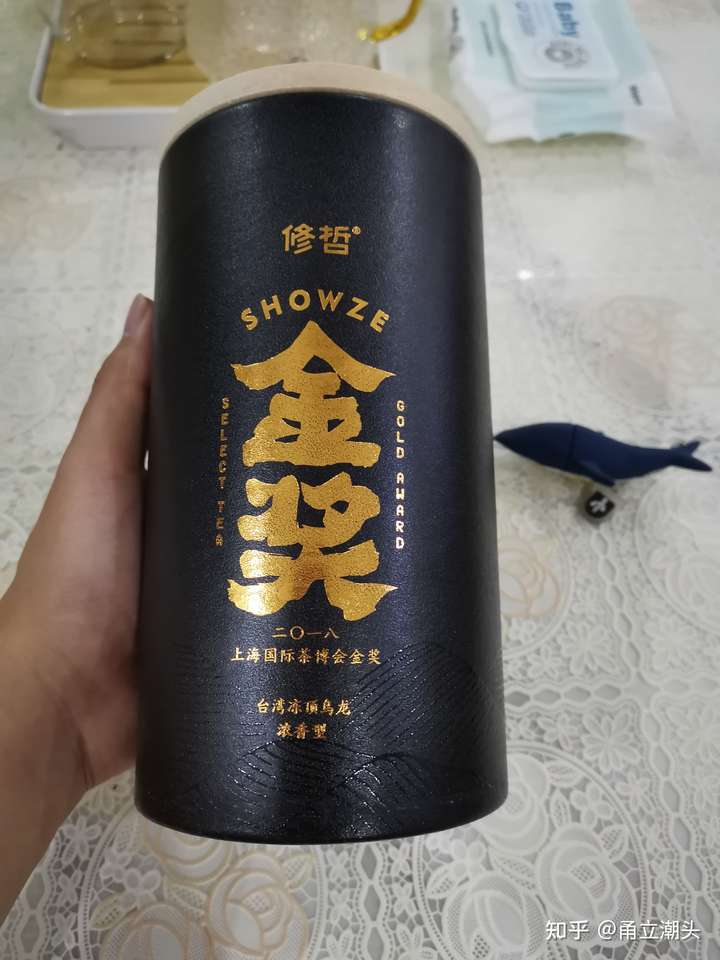 Baby
修哲®
SHOWZE
金奖
SELECT TEA
GOLD AWARD
二〇一八
上海国际茶博会金奖
台湾冻顶乌龙
浓香型
知乎 @甬立潮头